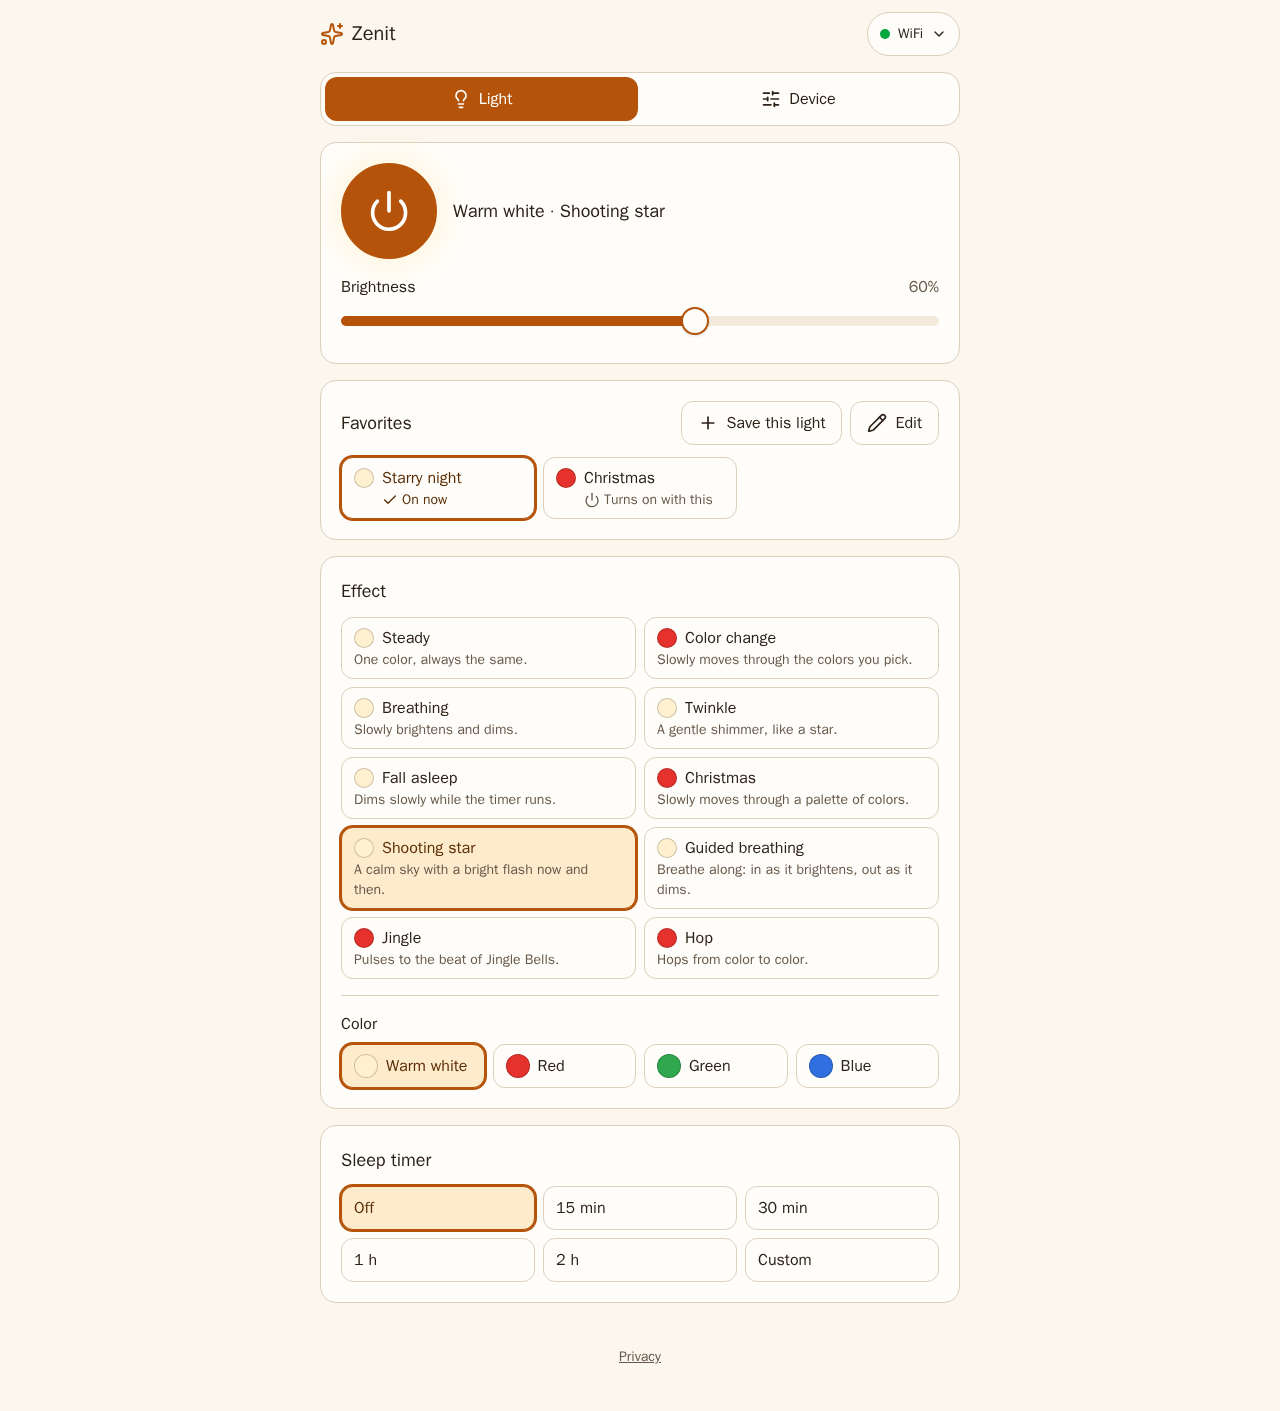 Zenit
WiFi
Light
Device
Warm white · Shooting star
Brightness
60%
Favorites
Save this light
Edit
Starry night
On now
Christmas
Turns on with this
Effect
Steady
One color, always the same.
Color change
Slowly moves through the colors you pick.
Breathing
Slowly brightens and dims.
Twinkle
A gentle shimmer, like a star.
Fall asleep
Dims slowly while the timer runs.
Christmas
Slowly moves through a palette of colors.
Shooting star
A calm sky with a bright flash now and
then.
Guided breathing
Breathe along: in as it brightens, out as it
dims.
Jingle
Pulses to the beat of Jingle Bells.
Hop
Hops from color to color.
Color
Warm white
Red
Green
Blue
Sleep timer
Off
15 min
30 min
1 h
2 h
Custom
Privacy